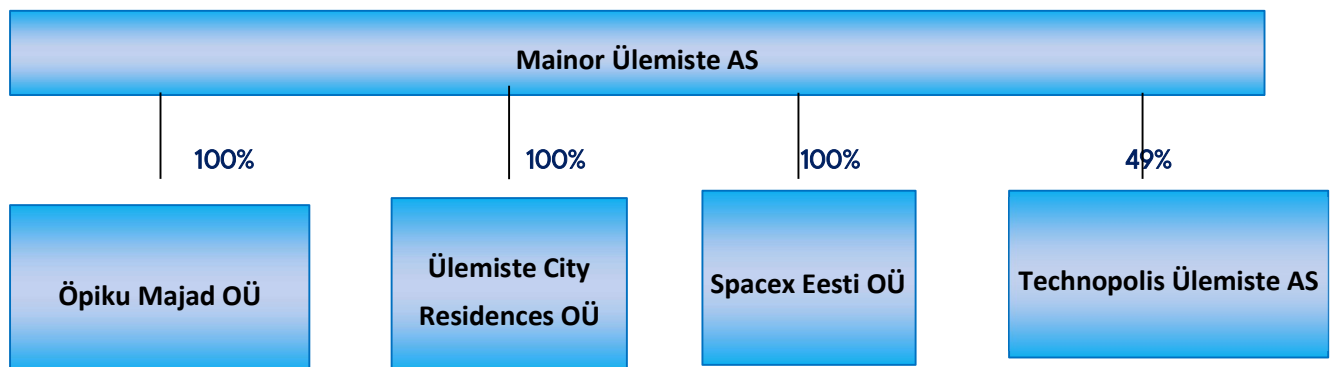 Mainor Ülemiste AS
100%
100%
100%
49%
Öpiku Majad OÜ
Ülemiste City
Residences OÜ
Spacex Eesti OÜ
Technopolis Ülemiste AS